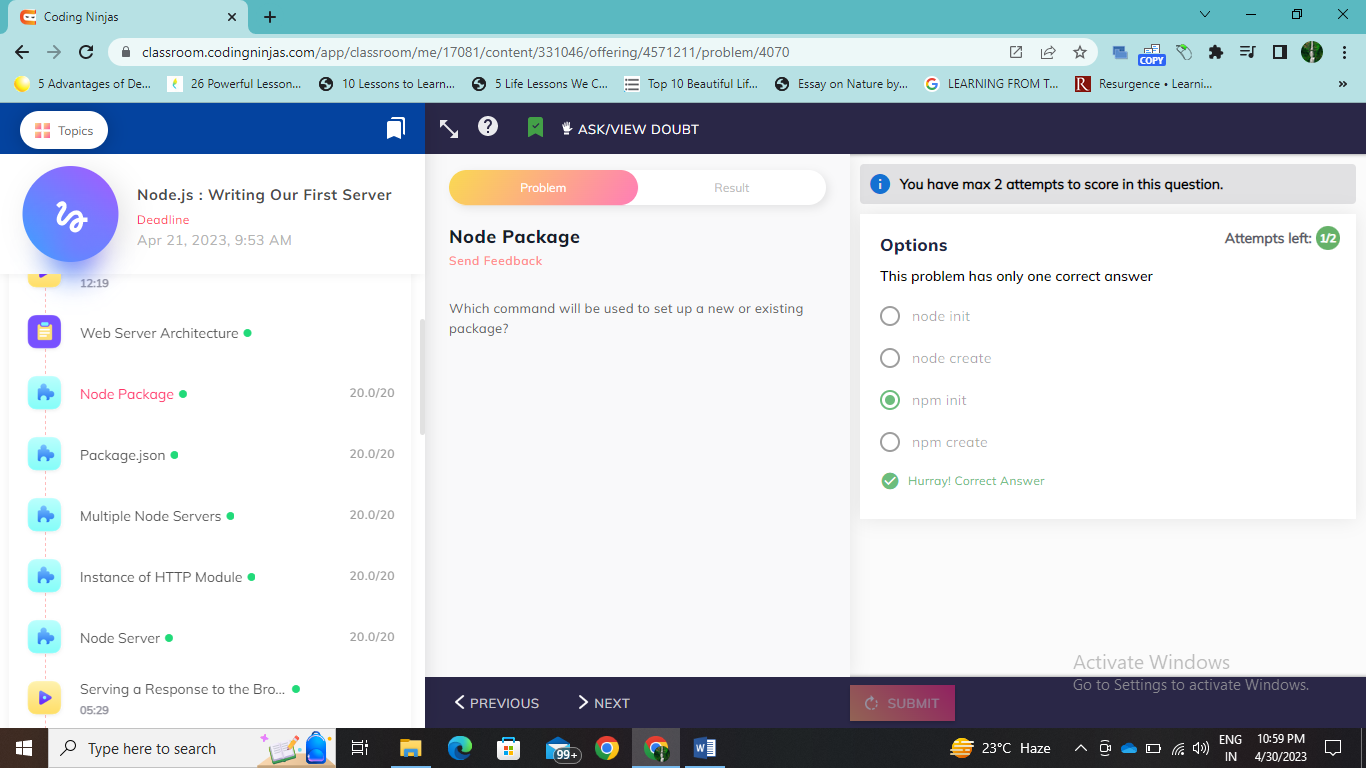 Coding Ninjas
classroom.codingninjas.com/app/classroom/me/17081/content/331046/offering/4571211/problem/4070
COPY
5 Advantages of De...
26 Powerful Lesson...
10 Lessons to Learn...
5 Life Lessons We C...
Top 10 Beautiful Lif...
Essay on Nature by...
LEARNING FROM T...
Resurgence • Learni...
»
Topics
ASK/VIEW DOUBT
Node.js : Writing Our First Server
Deadline
Apr 21, 2023, 9:53 AM
12:19
Web Server Architecture
Node Package 20.0/20
Package.json 20.0/20
Multiple Node Servers 20.0/20
Instance of HTTP Module 20.0/20
Node Server 20.0/20
Serving a Response to the Bro...
05:29
Problem
Result
Node Package
Send Feedback
Which command will be used to set up a new or existing
package?
You have max 2 attempts to score in this question.
Options
Attempts left: 1/2
This problem has only one correct answer
node init
node create
npm init
npm create
Hurray! Correct Answer
Activate Windows
Go to Settings to activate Windows.
PREVIOUS
NEXT
SUBMIT
Type here to search
99+
23°C Haze
ENG
IN
10:59 PM
4/30/2023